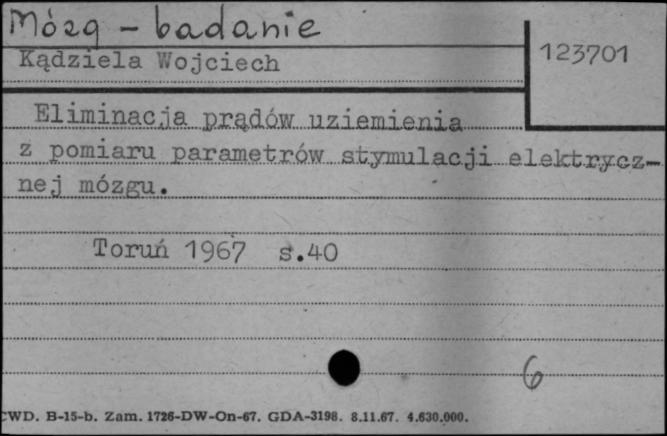 Mózg – badanie
Kądziela Wojciech
123701
Eliminacja prądów uziemienia
z pomiaru parametrów stymulacji elektrycz-
nej mózgu.
Toruń 1967 s.40
6
CWD. B-15-b. Zam. 1726-DW-On-67. GDA-3198. 8.11.67. 4.630.000.